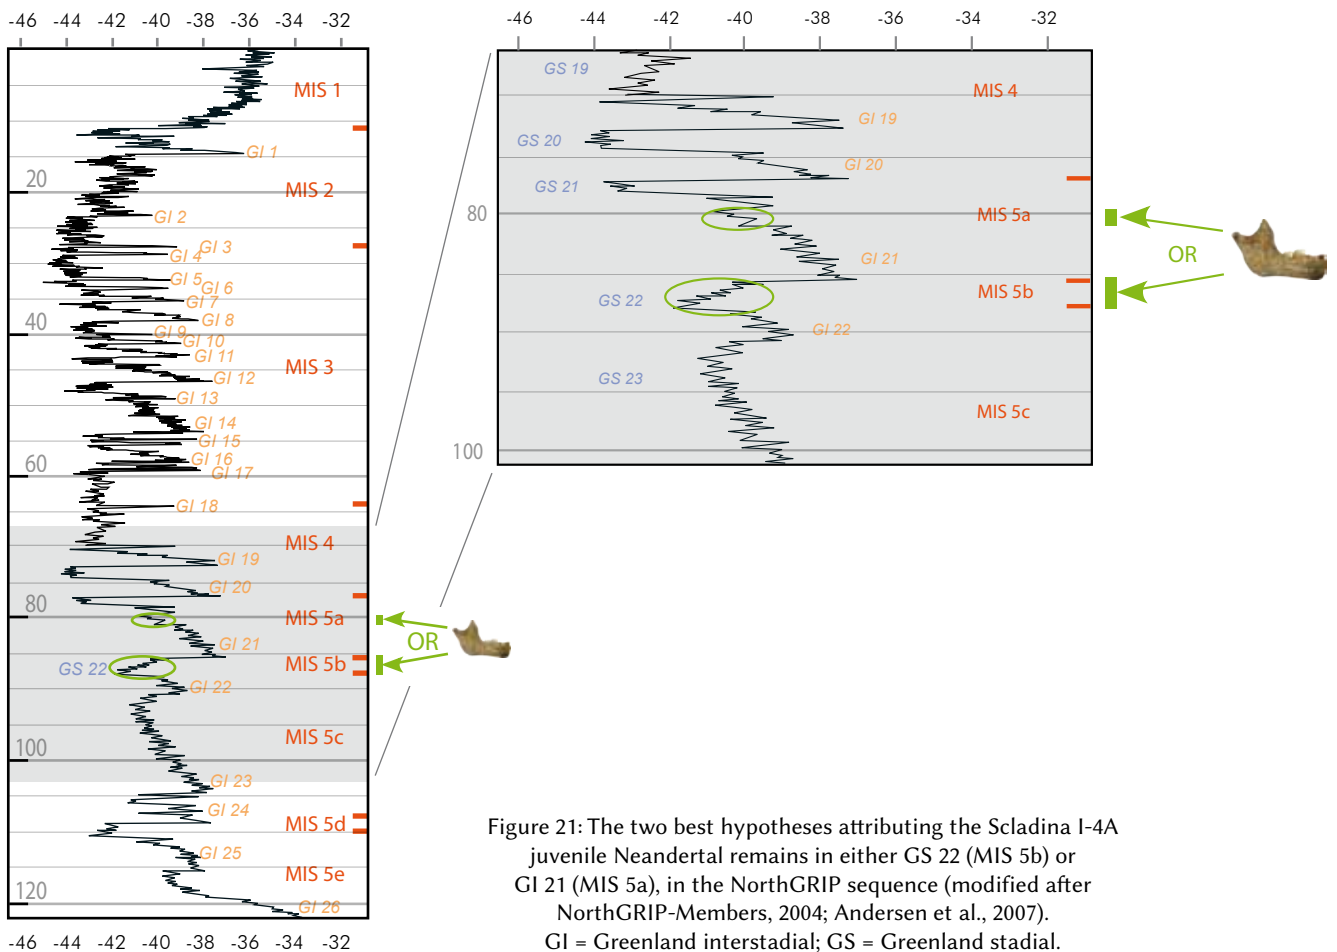 -46 -44 -42 -40 -38 -36 -34 -32
MIS 1
GI 1
20
MIS 2
GI 2
GI 3
GI 4
GI 5
GI 6
GI 7
GI 8
40
GI 9
GI 10
GI 11
MIS 3
GI 12
GI 13
GI 14
GI 15
GI 16
60
GI 17
GI 18
MIS 4
GI 19
GI 20
80
MIS 5a
GI 21
OR
MIS 5b
GS 22
GI 22
MIS 5c
100
GI 23
GI 24
MIS 5d
GI 25
MIS 5e
120
GI 26
-46 -44 -42 -40 -38 -36 -34 -32
-46 -44 -42 -40 -38 -36 -34 -32
GS 19
MIS 4
GI 19
GS 20
GI 20
GS 21
80
MIS 5a
OR
GI 21
MIS 5b
GS 22
GI 22
GS 23
MIS 5c
100
Figure 21: The two best hypotheses attributing the Scladina I-4A
juvenile Neandertal remains in either GS 22 (MIS 5b) or
GI 21 (MIS 5a), in the NorthGRIP sequence (modified after
NorthGRIP-Members, 2004; Andersen et al., 2007).
GI = Greenland interstadial; GS = Greenland stadial.